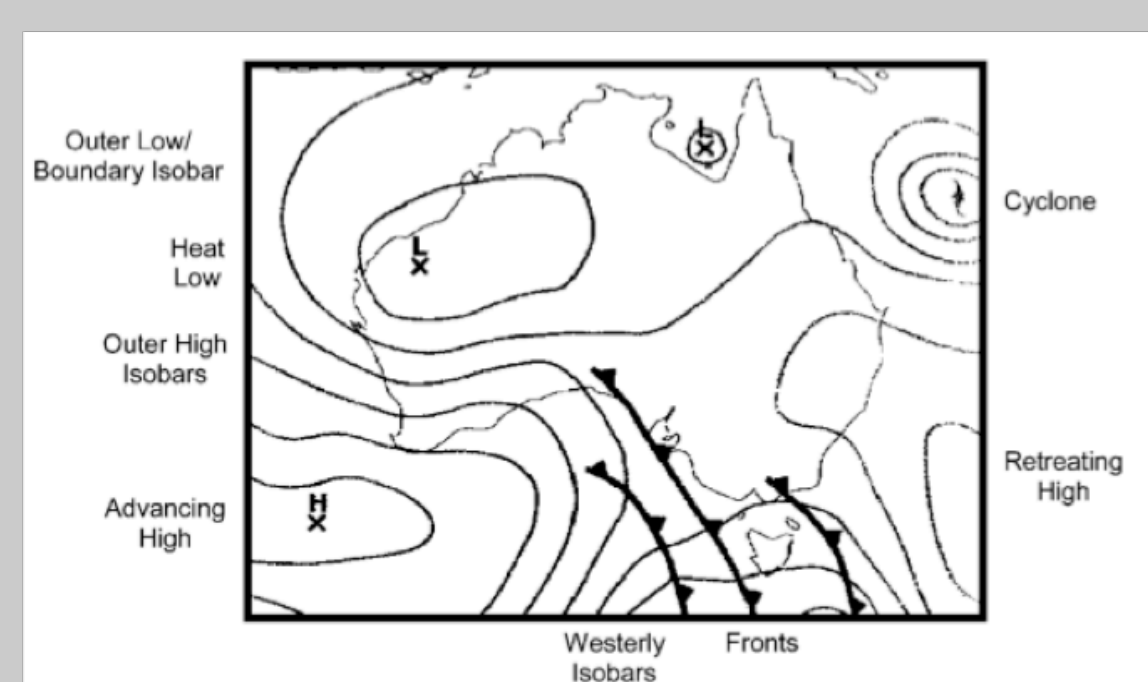 Outer Low/
Boundary Isobar
Heat
Low
Outer High
Isobars
Advancing
High
L
L
H
Cyclone
Retreating
High
Westerly
Isobars
Fronts